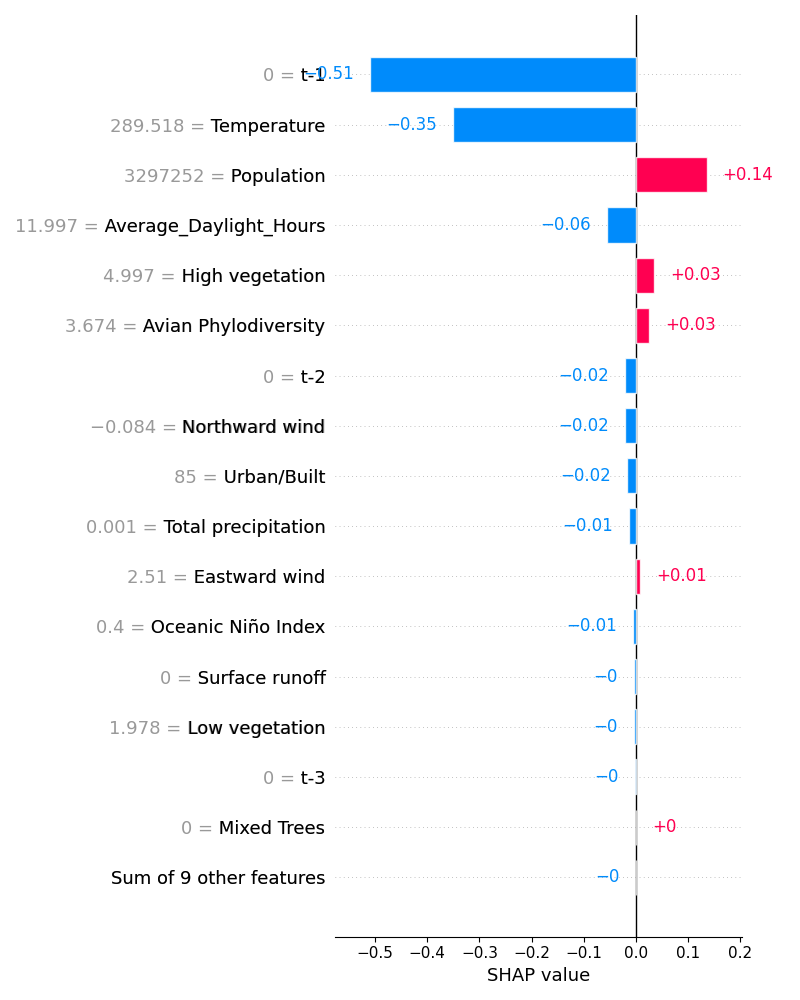 0 = t-1 −0.51
289.518 = Temperature −0.35
3297252 = Population +0.14
11.997 = Average_Daylight_Hours −0.06
4.997 = High vegetation +0.03
3.674 = Avian Phylodiversity +0.03
0 = t-2 −0.02
−0.084 = Northward wind −0.02
85 = Urban/Built −0.02
0.001 = Total precipitation −0.01
2.51 = Eastward wind +0.01
0.4 = Oceanic Niño Index −0.01
0 = Surface runoff −0
1.978 = Low vegetation −0
0 = t-3 −0
0 = Mixed Trees +0
Sum of 9 other features −0
−0.5 −0.4 −0.3 −0.2 −0.1 0.0 0.1 0.2
SHAP value